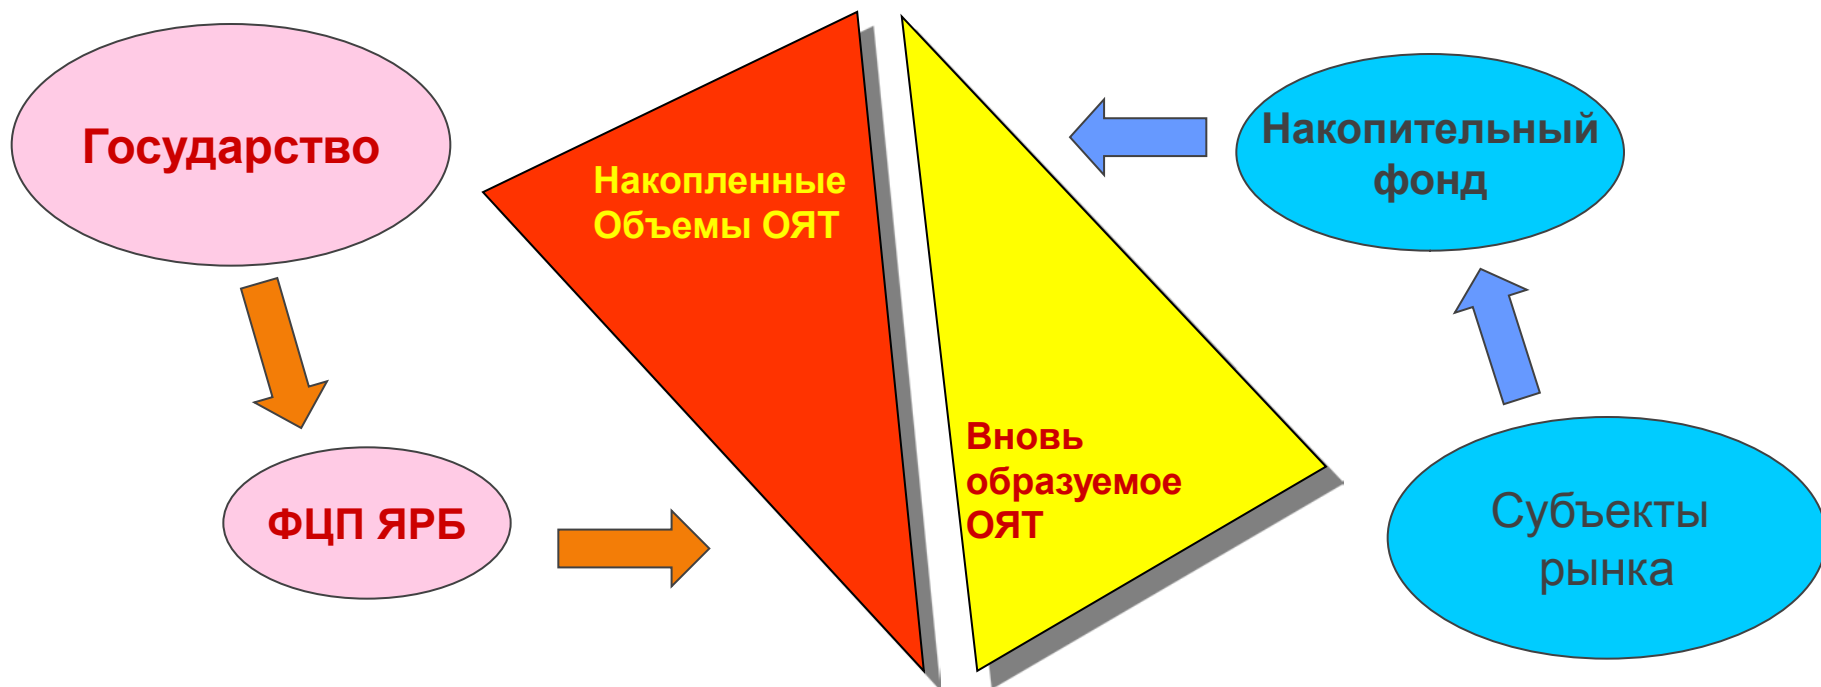 Государство
Накопленные
Объемы ОЯТ
Накопительный
фонд
ФЦП ЯРБ
Вновь
образуемое
ОЯТ
Субъекты
рынка